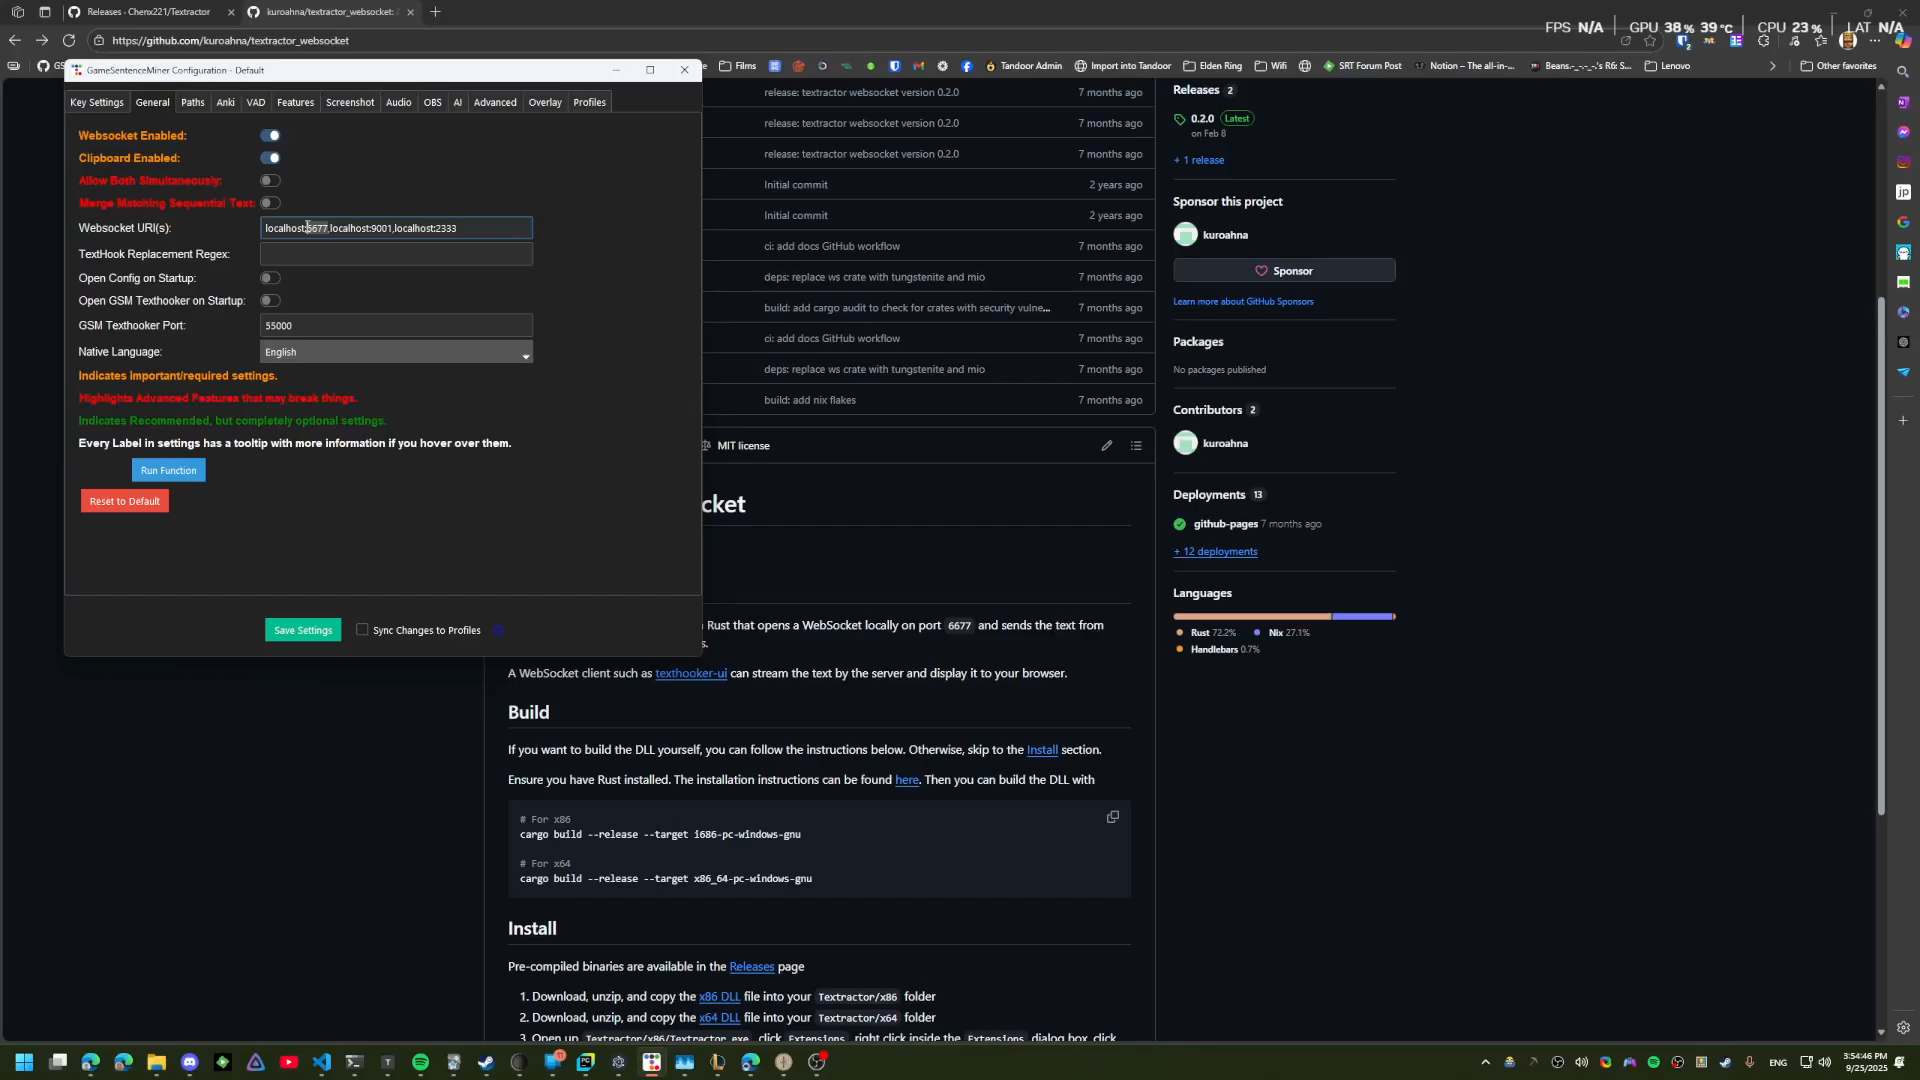 Releases · Chenx221/Textractor
kuroahna/textractor_websocket:
https://github.com/kuroahna/textractor_websocket
FPS N/A GPU 38 % 39 °C CPU 23 % LAT N/A
Films
Tandoor Admin
Import into Tandoor
Elden Ring
Wifi
SRT Forum Post
Notion – The all-in-...
Beans.-_-_-_.'s R6: S...
Lenovo
Other favorites
GameSentenceMiner Configuration - Default
Key Settings General Paths Anki VAD Features Screenshot Audio OBS AI Advanced Overlay Profiles
Websocket Enabled:
Clipboard Enabled:
Allow Both Simultaneously:
Merge Matching Sequential Text:
Websocket URI(s): localhost:6677,localhost:9001,localhost:2333
TextHook Replacement Regex:
Open Config on Startup:
Open GSM Texthooker on Startup:
GSM Texthooker Port: 55000
Native Language: English
Indicates important/required settings.
Highlights Advanced Features that may break things.
Indicates Recommended, but completely optional settings.
Every Label in settings has a tooltip with more information if you hover over them.
Run Function
Reset to Default
Save Settings Sync Changes to Profiles
release: textractor websocket version 0.2.0 7 months ago
release: textractor websocket version 0.2.0 7 months ago
release: textractor websocket version 0.2.0 7 months ago
Initial commit 2 years ago
Initial commit 2 years ago
ci: add docs GitHub workflow 7 months ago
deps: replace ws crate with tungstenite and mio 7 months ago
build: add cargo audit to check for crates with security vulne... 7 months ago
ci: add docs GitHub workflow 7 months ago
deps: replace ws crate with tungstenite and mio 7 months ago
build: add nix flakes 7 months ago
MIT license
cket
Rust that opens a WebSocket locally on port 6677 and sends the text from
s.
A WebSocket client such as texthooker-ui can stream the text by the server and display it to your browser.
Build
If you want to build the DLL yourself, you can follow the instructions below. Otherwise, skip to the Install section.
Ensure you have Rust installed. The installation instructions can be found here. Then you can build the DLL with
# For x86
cargo build --release --target i686-pc-windows-gnu
# For x64
cargo build --release --target x86_64-pc-windows-gnu
Install
Pre-compiled binaries are available in the Releases page
1. Download, unzip, and copy the x86 DLL file into your Textractor/x86 folder
2. Download, unzip, and copy the x64 DLL file into your Textractor/x64 folder
3. Open up Textractor/x86/Textractor.exe, click Extensions, right click inside the Extensions dialog box, click
Releases 2
0.2.0 Latest
on Feb 8
+ 1 release
Sponsor this project
kuroahna
Sponsor
Learn more about GitHub Sponsors
Packages
No packages published
Contributors 2
kuroahna
Deployments 13
github-pages 7 months ago
+ 12 deployments
Languages
Rust 72.2% Nix 27.1%
Handlebars 0.7%
ENG
3:54:46 PM
9/25/2025